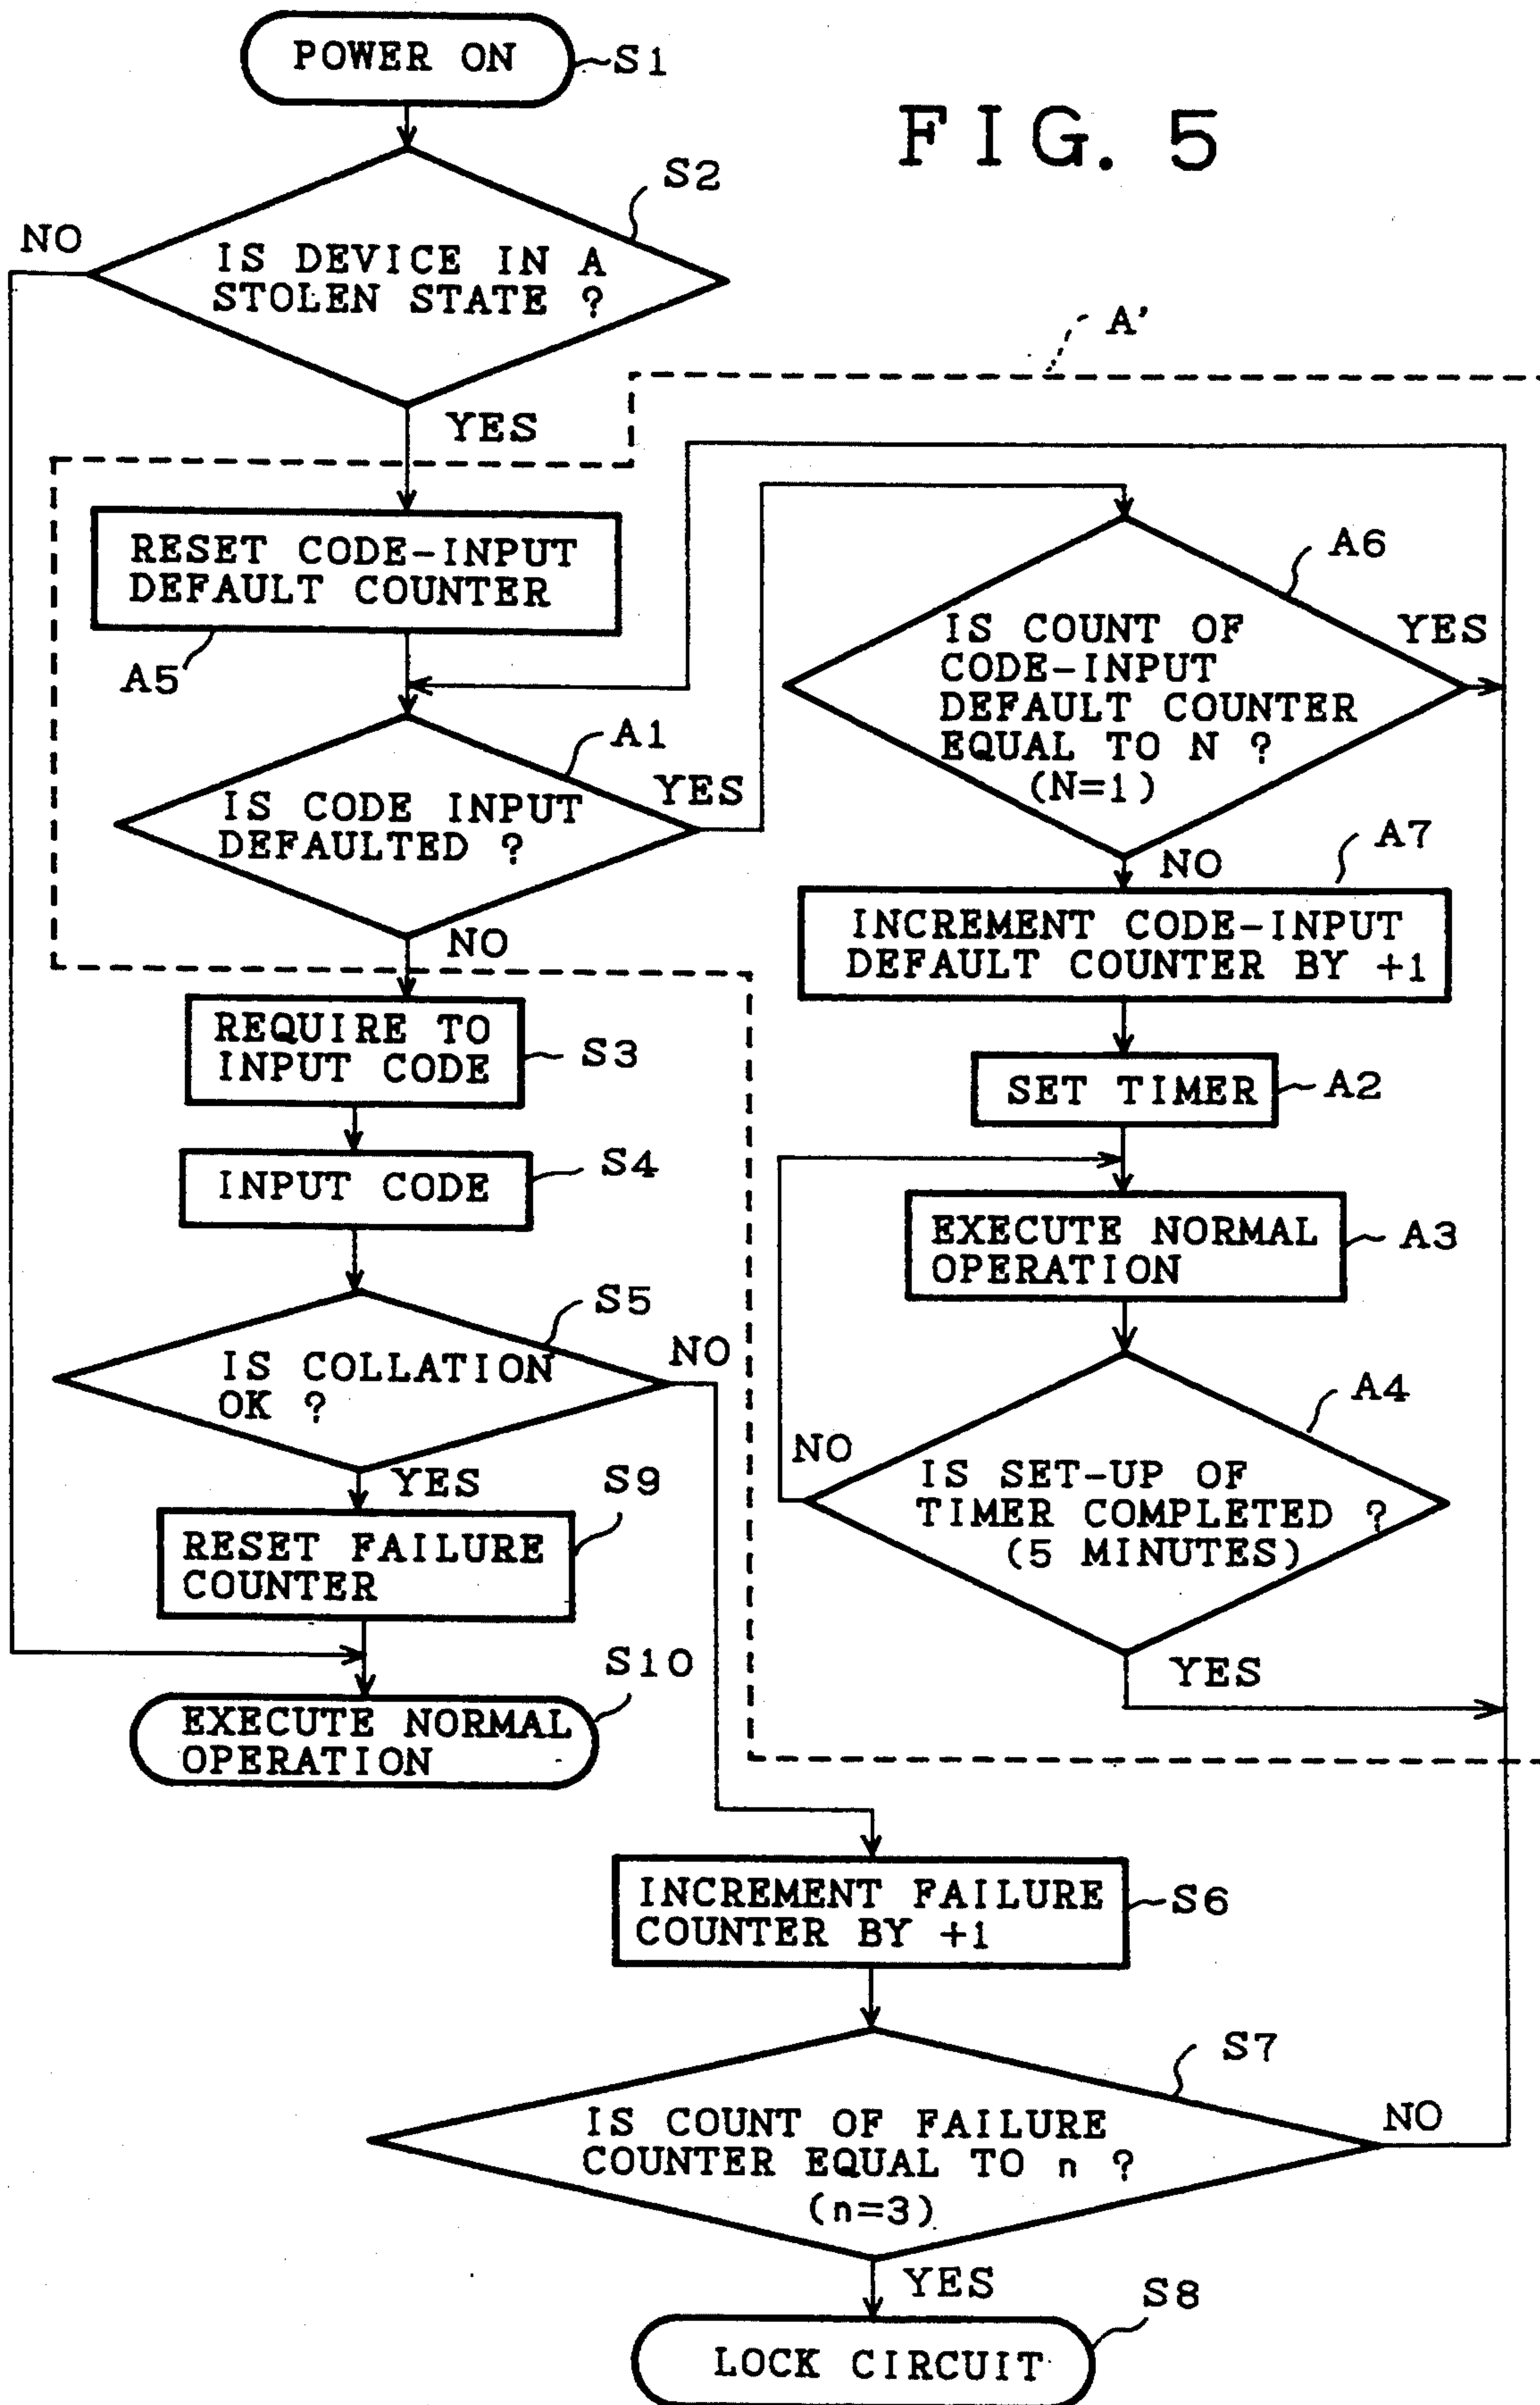 POWER ON
S1
FIG. 5
S2
NO
IS DEVICE IN A
STOLEN STATE ?
A'
YES
RESET CODE-INPUT
DEFAULT COUNTER
A5
A6
IS COUNT OF
CODE-INPUT
DEFAULT COUNTER
EQUAL TO N ?
(N=1)
YES
A1
IS CODE INPUT
DEFAULTED ?
YES
NO
A7
NO
INCREMENT CODE-INPUT
DEFAULT COUNTER BY +1
REQUIRE TO
INPUT CODE
S3
SET TIMER
A2
INPUT CODE
S4
EXECUTE NORMAL
OPERATION
A3
S5
IS COLLATION
OK ?
NO
YES
A4
NO
IS SET-UP OF
TIMER COMPLETED ?
(5 MINUTES)
YES
S9
RESET FAILURE
COUNTER
S10
EXECUTE NORMAL
OPERATION
INCREMENT FAILURE
COUNTER BY +1
S6
S7
IS COUNT OF FAILURE
COUNTER EQUAL TO n ?
(n=3)
NO
YES
S8
LOCK CIRCUIT